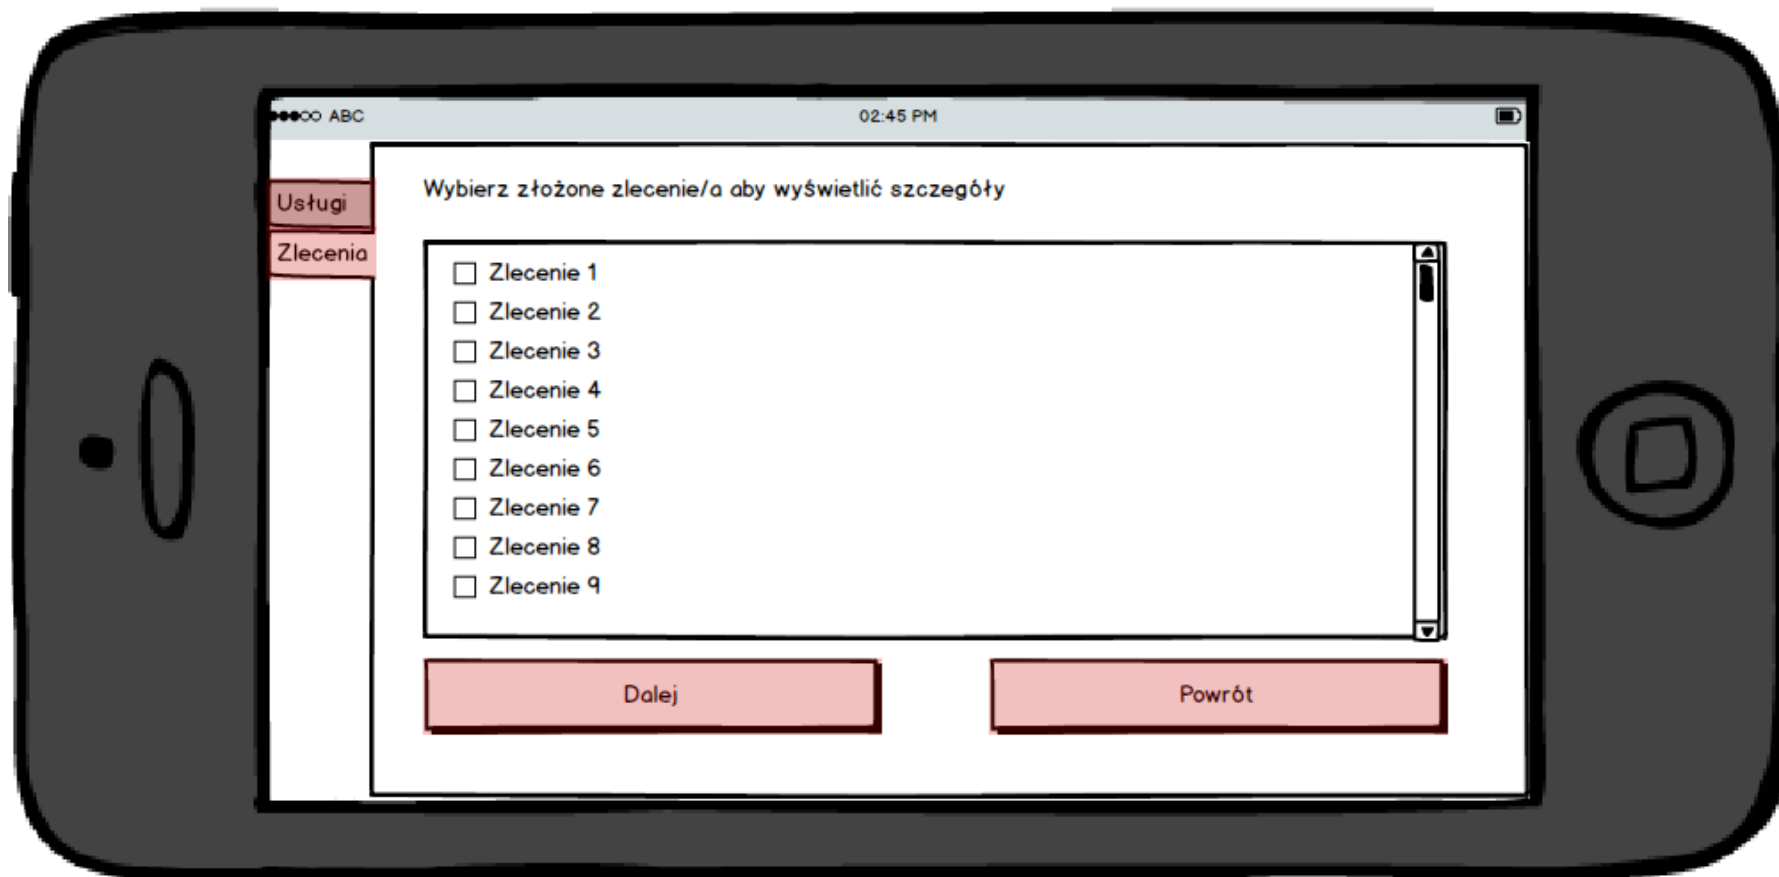 ABC 02:45 PM
Usługi
Zlecenia
Wybierz złożone zlecenie/a aby wyświetlić szczegóły
Zlecenie 1
Zlecenie 2
Zlecenie 3
Zlecenie 4
Zlecenie 5
Zlecenie 6
Zlecenie 7
Zlecenie 8
Zlecenie 9
Dalej Powrót